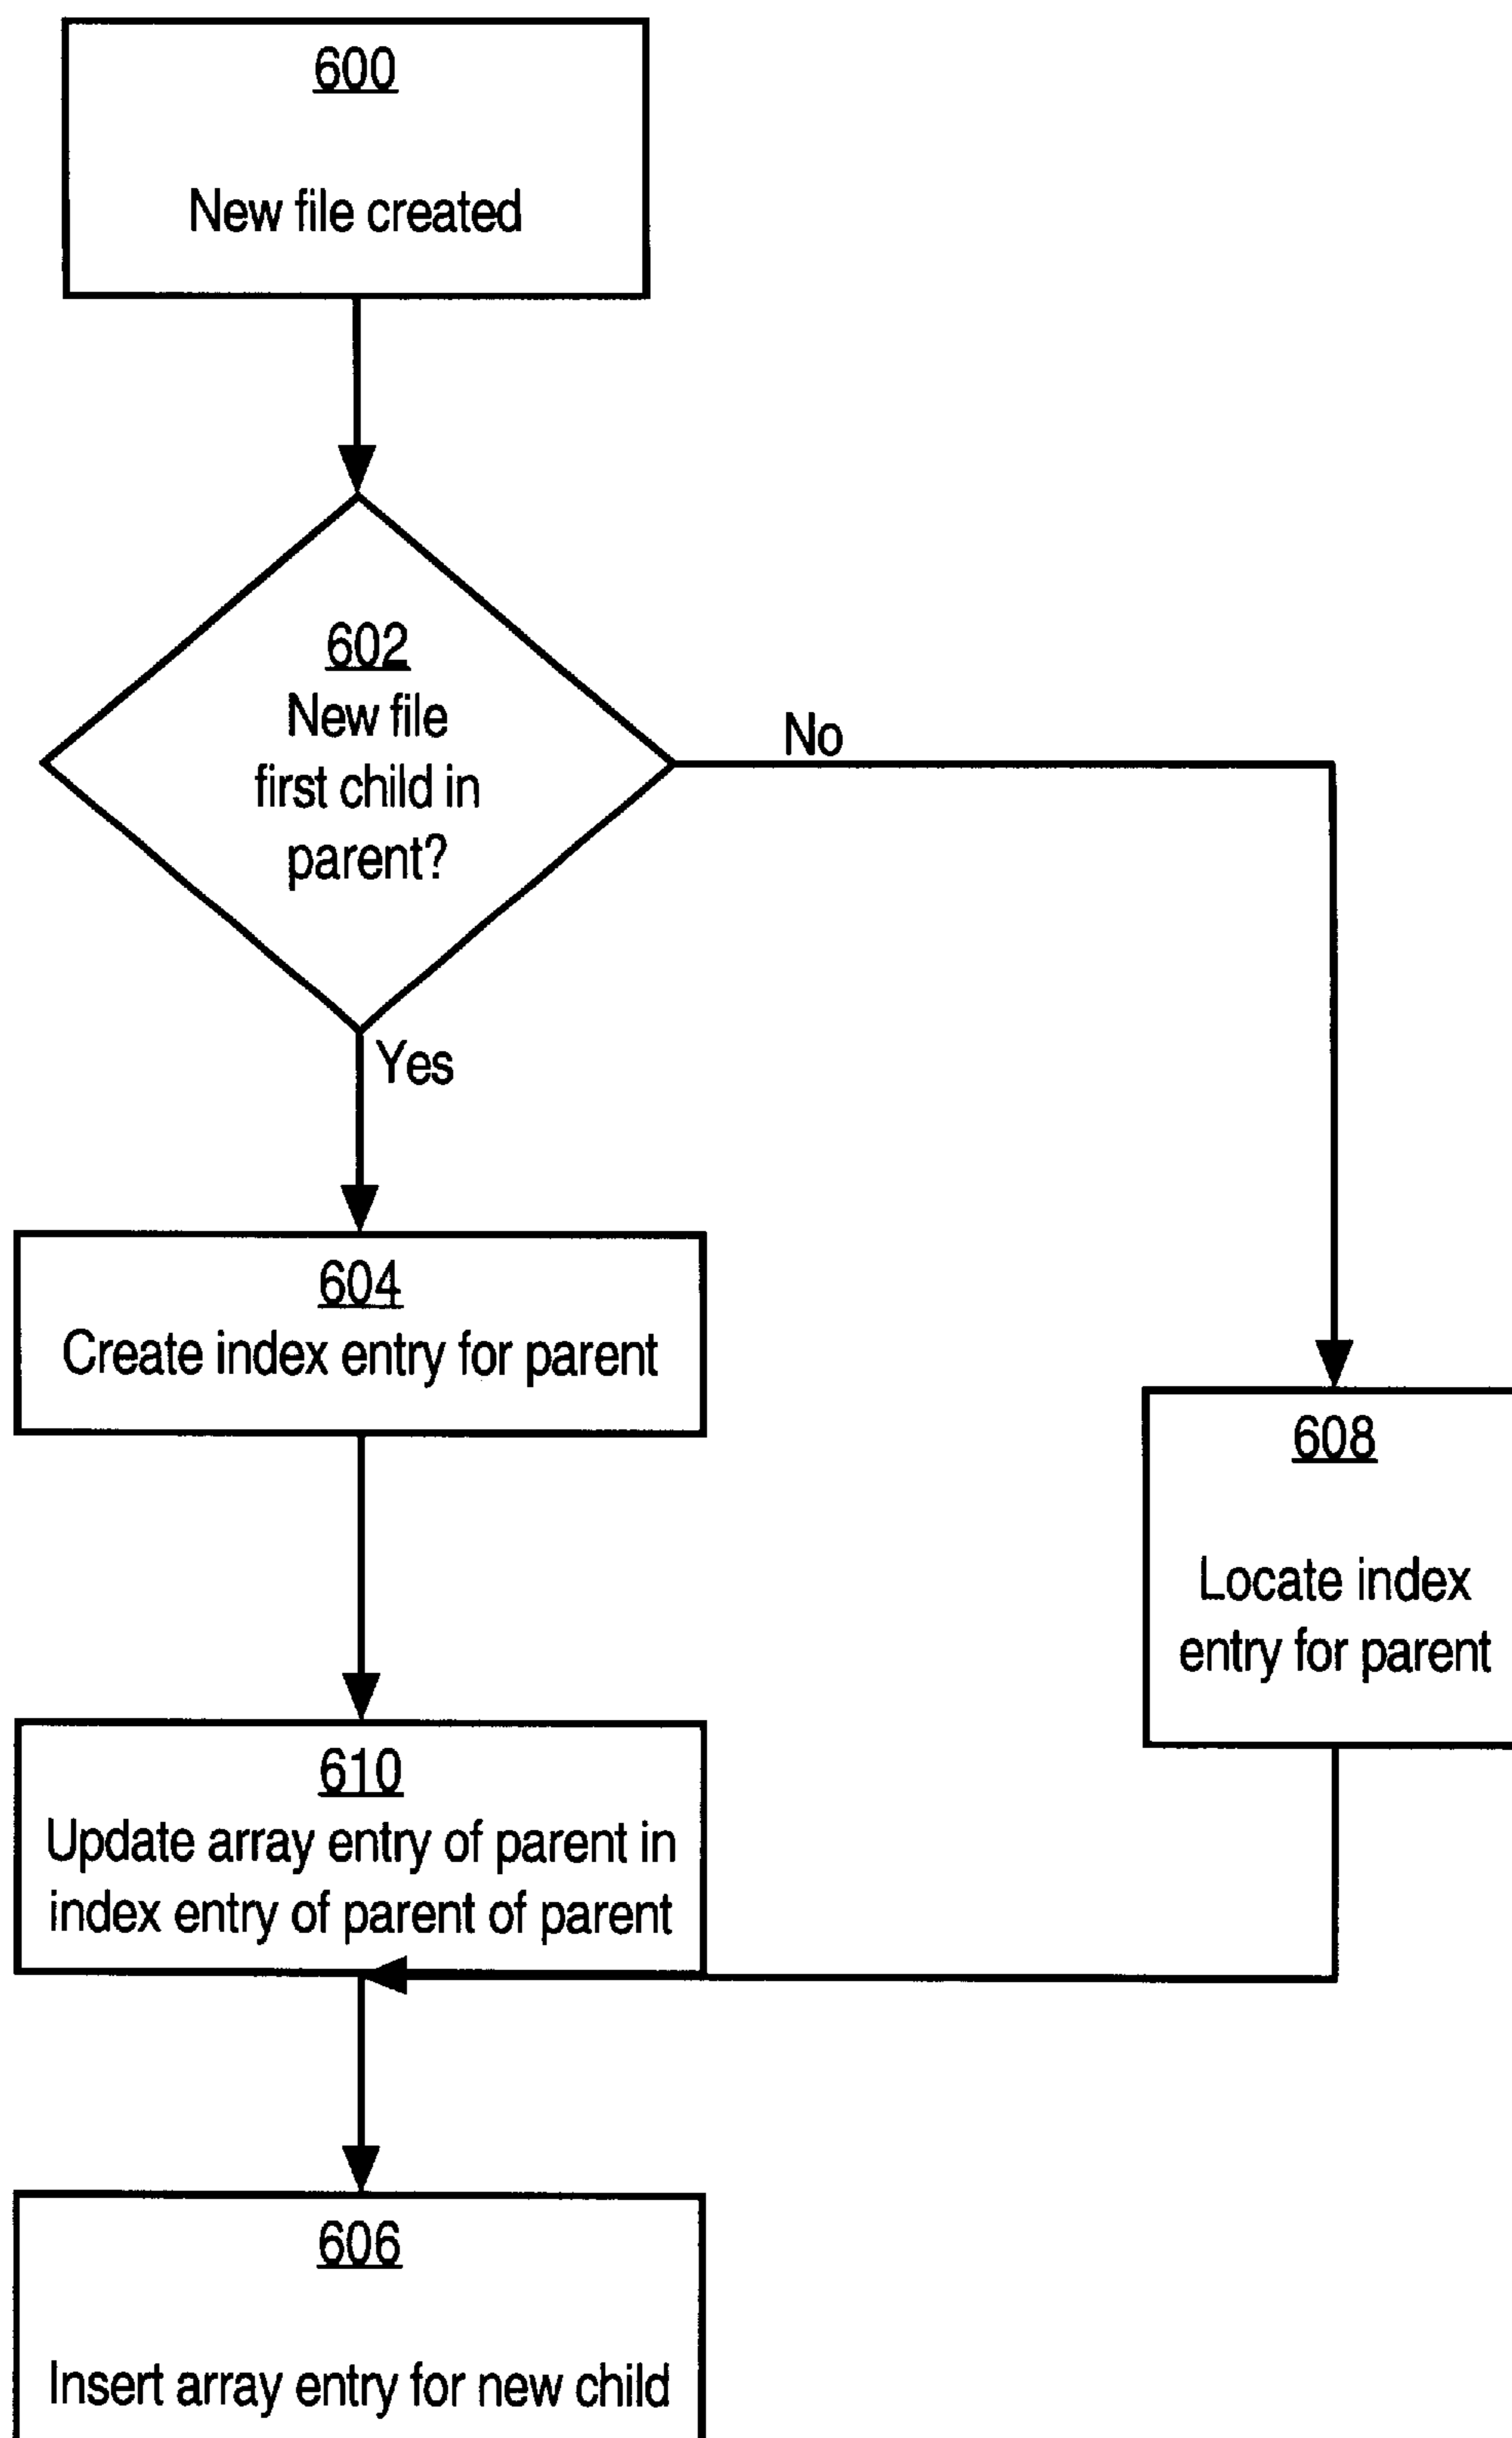 600
New file created
602
New file
first child in
parent?
No
Yes
604
Create index entry for parent
608
Locate index
entry for parent
610
Update array entry of parent in
index entry of parent of parent
606
Insert array entry for new child